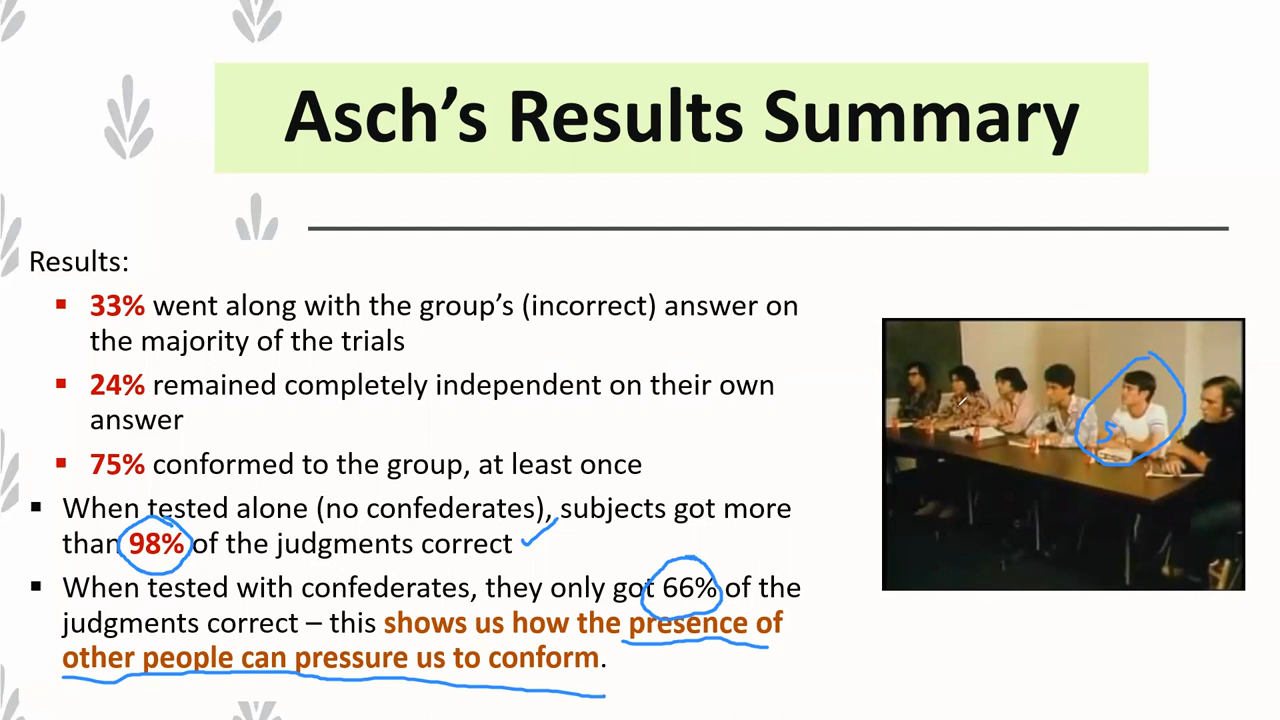 Asch's Results Summary
Results:
▪ 33% went along with the group's (incorrect) answer on
the majority of the trials
▪ 24% remained completely independent on their own
answer
▪ 75% conformed to the group, at least once
▪ When tested alone (no confederates), subjects got more
than 98% of the judgments correct
▪ When tested with confederates, they only got 66% of the
judgments correct – this shows us how the presence of
other people can pressure us to conform.